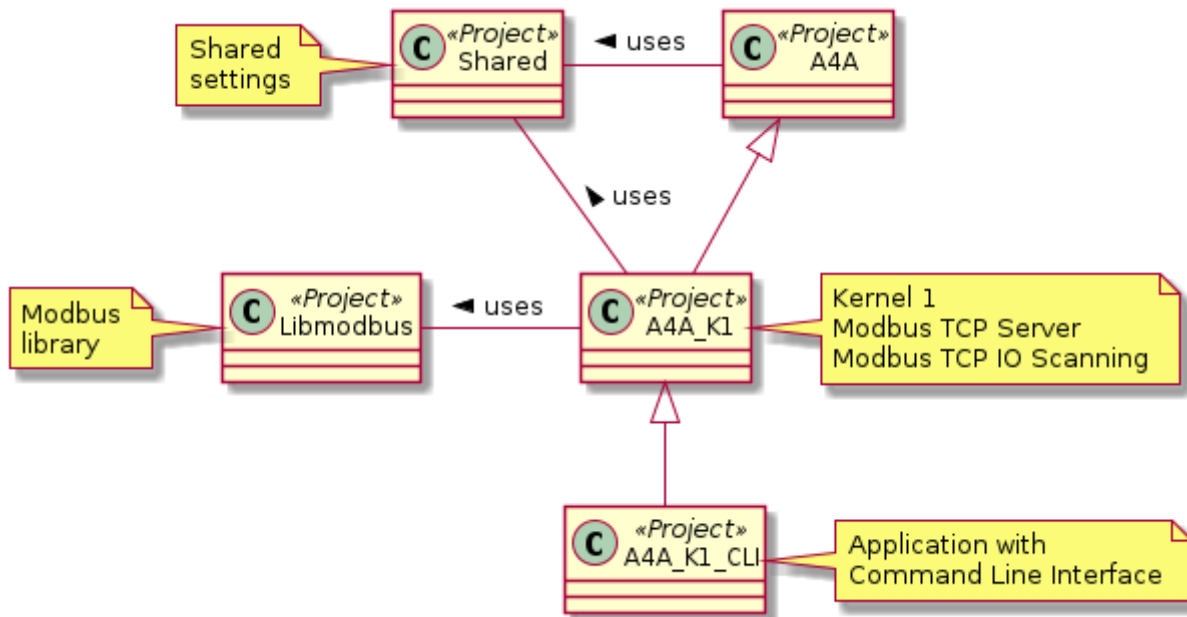 Shared
settings
C
«Project»
Shared
◄ uses
C
«Project»
A4A
◄ uses
Modbus
library
C
«Project»
Libmodbus
◄ uses
C
«Project»
A4A_K1
Kernel 1
Modbus TCP Server
Modbus TCP IO Scanning
C
«Project»
A4A_K1_CLI
Application with
Command Line Interface